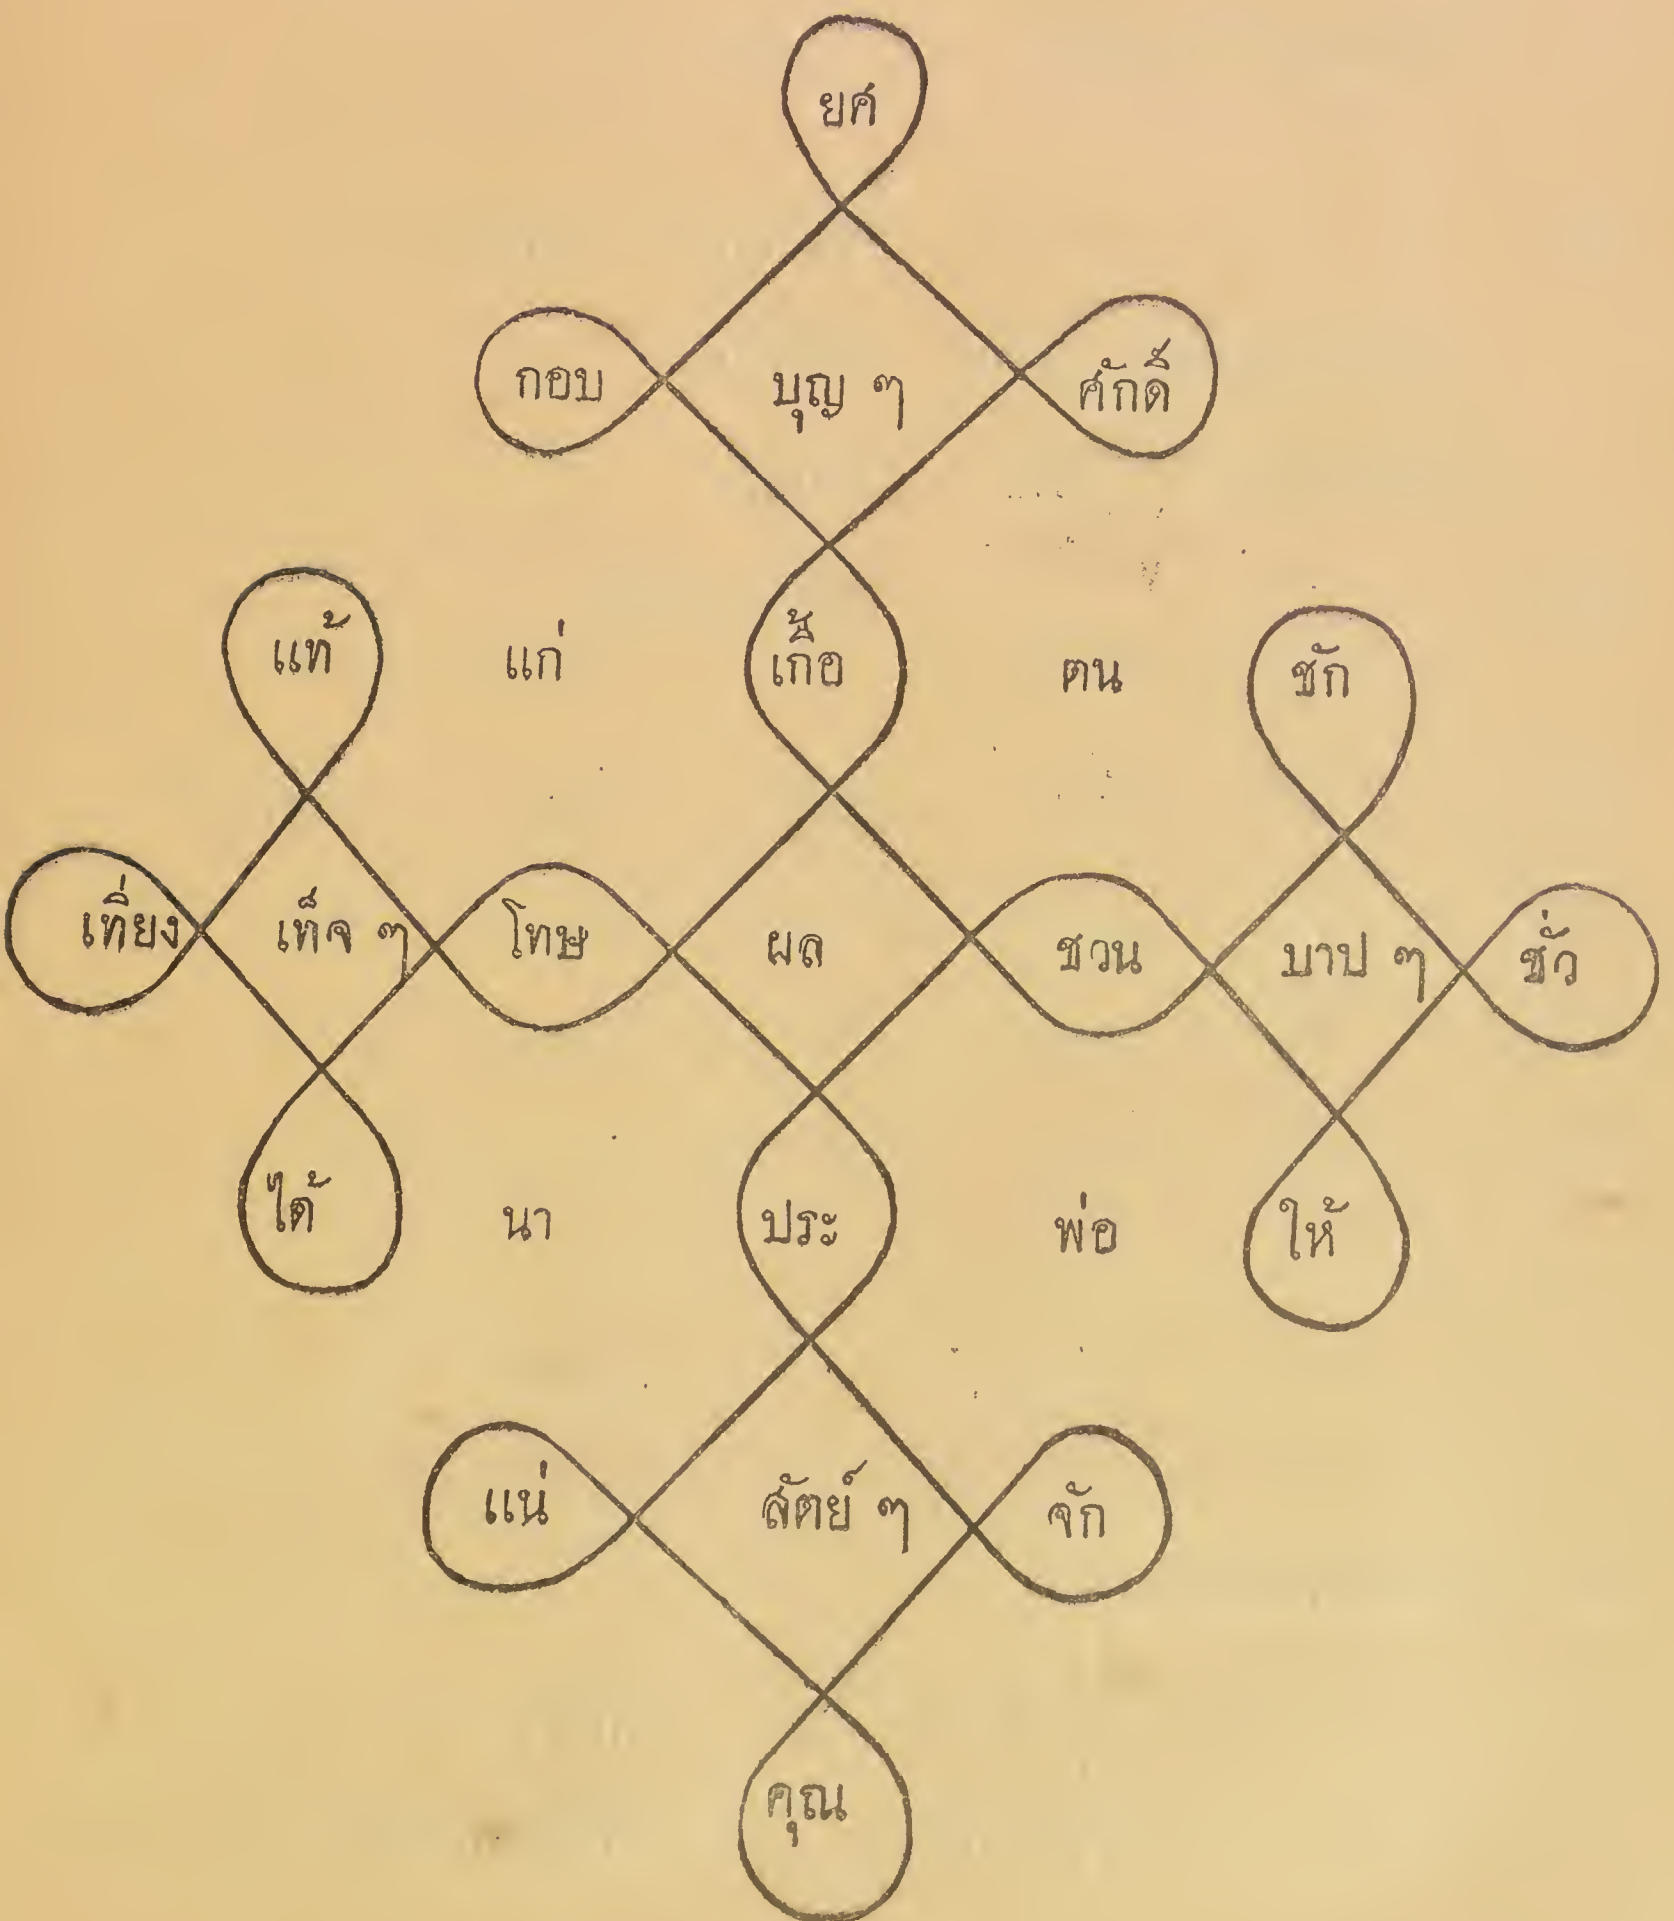 ยศ
กอบ บุญ ๆ ศักดิ์
แท้ แก่ เกื้อ ตน ชัก
เที่ยง เท็จ ๆ โทษ ผล ชวน บาป ๆ ชั่ว
ได้ นา ประ พ่อ ให้
แน่ สัตย์ ๆ จัก
คุณ